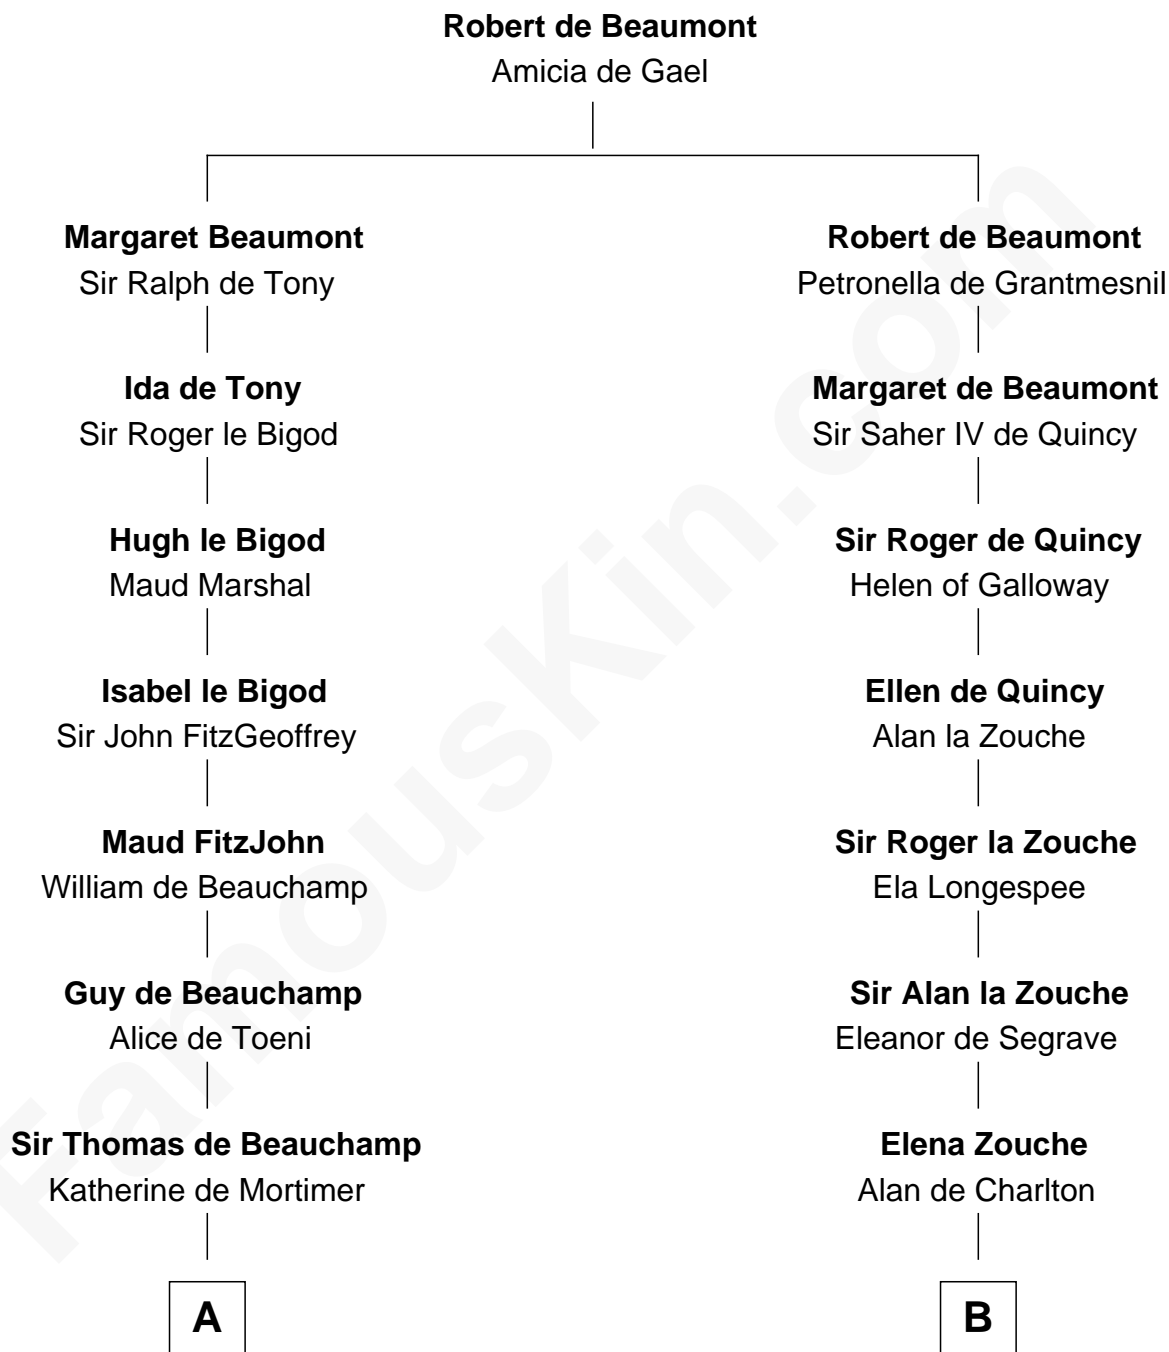 Robert de Beaumont
Amicia de Gael
Margaret Beaumont
Sir Ralph de Tony
Ida de Tony
Sir Roger le Bigod
Hugh le Bigod
Maud Marshal
Isabel le Bigod
Sir John FitzGeoffrey
Maud FitzJohn
William de Beauchamp
Guy de Beauchamp
Alice de Toeni
Sir Thomas de Beauchamp
Katherine de Mortimer
A
Robert de Beaumont
Petronella de Grantmesnil
Margaret de Beaumont
Sir Saher IV de Quincy
Sir Roger de Quincy
Helen of Galloway
Ellen de Quincy
Alan la Zouche
Sir Roger la Zouche
Ela Longespee
Sir Alan la Zouche
Eleanor de Segrave
Elena Zouche
Alan de Charlton
B
FamousKin.com